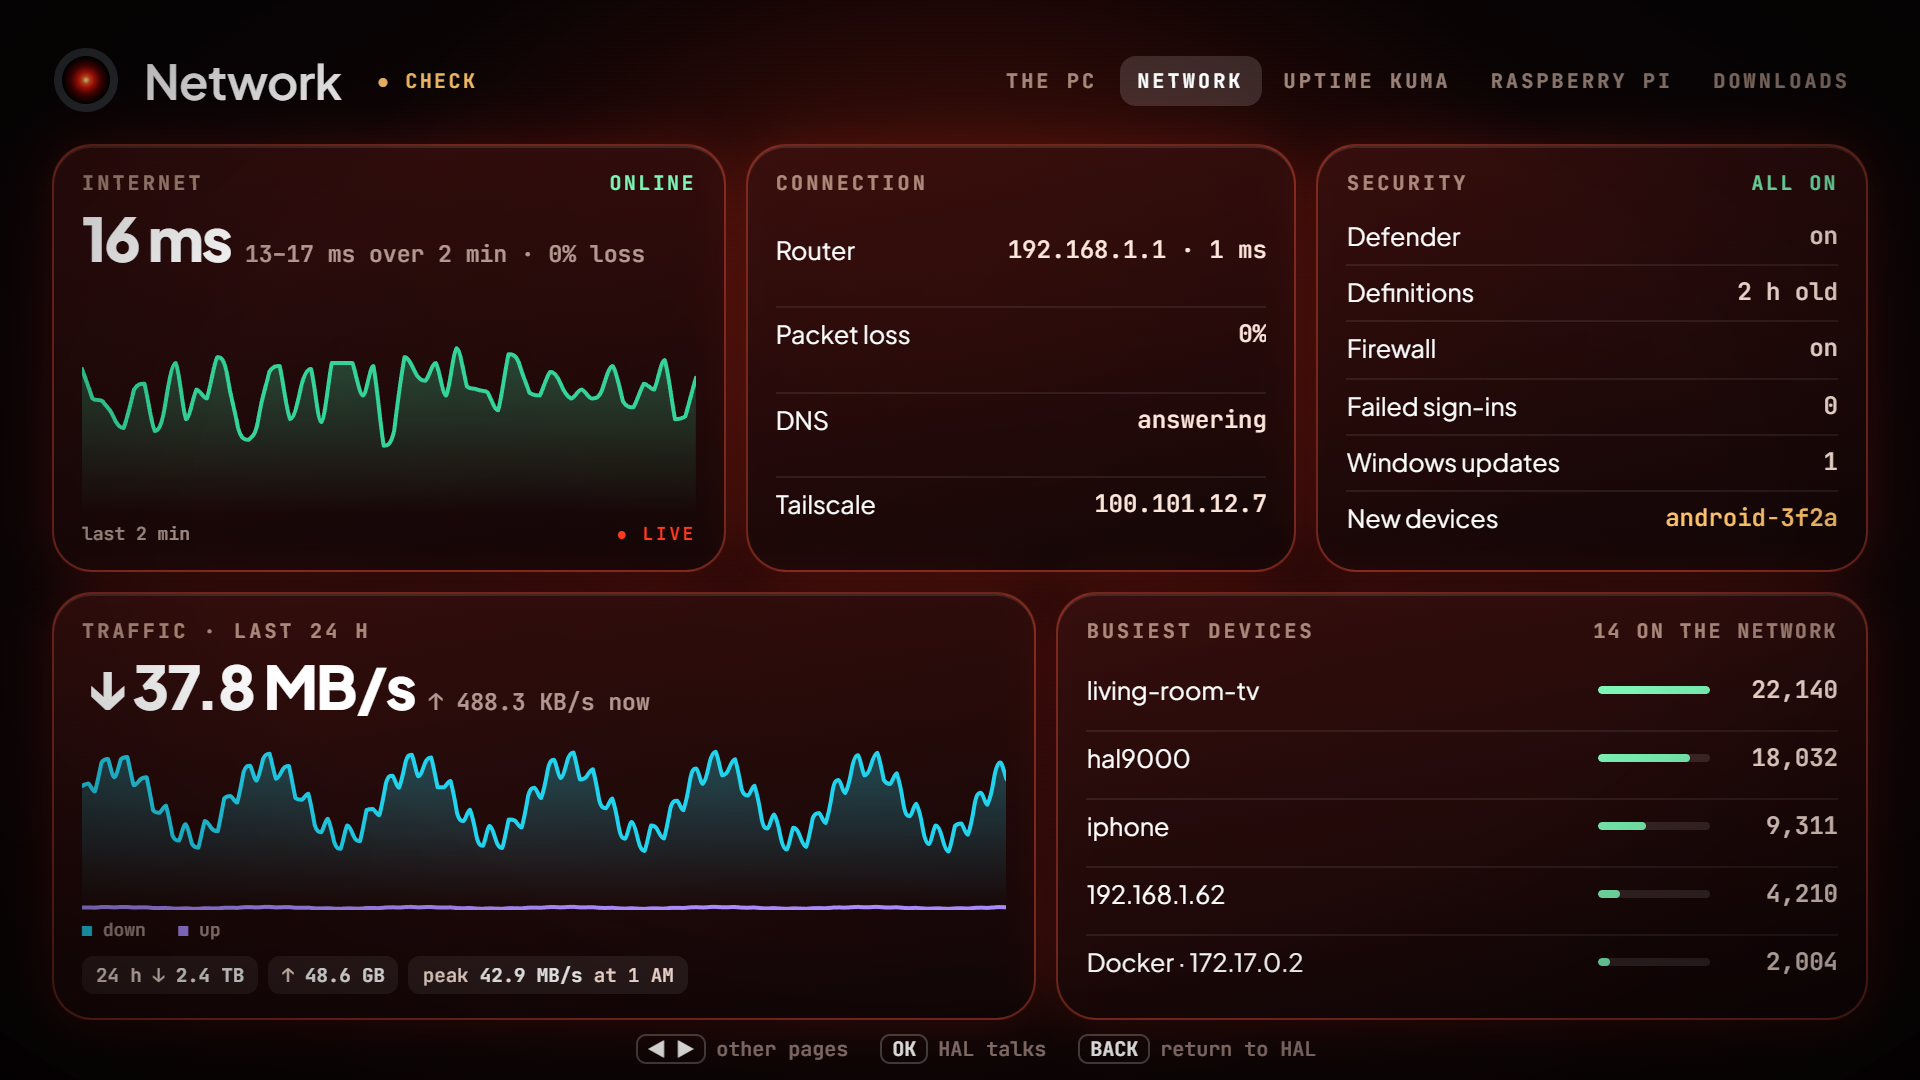 Network
● CHECK
THE PC
NETWORK
UPTIME KUMA
RASPBERRY PI
DOWNLOADS
INTERNET
ONLINE
16 ms 13–17 ms over 2 min · 0% loss
last 2 min
● LIVE
CONNECTION
Router 192.168.1.1 · 1 ms
Packet loss 0%
DNS answering
Tailscale 100.101.12.7
SECURITY
ALL ON
Defender on
Definitions 2 h old
Firewall on
Failed sign-ins 0
Windows updates 1
New devices android-3f2a
TRAFFIC · LAST 24 H
↓37.8 MB/s ↑ 488.3 KB/s now
down up
24 h ↓ 2.4 TB
↑ 48.6 GB
peak 42.9 MB/s at 1 AM
BUSIEST DEVICES
14 ON THE NETWORK
living-room-tv 22,140
hal9000 18,032
iphone 9,311
192.168.1.62 4,210
Docker · 172.17.0.2 2,004
◀ ▶ other pages
OK HAL talks
BACK return to HAL